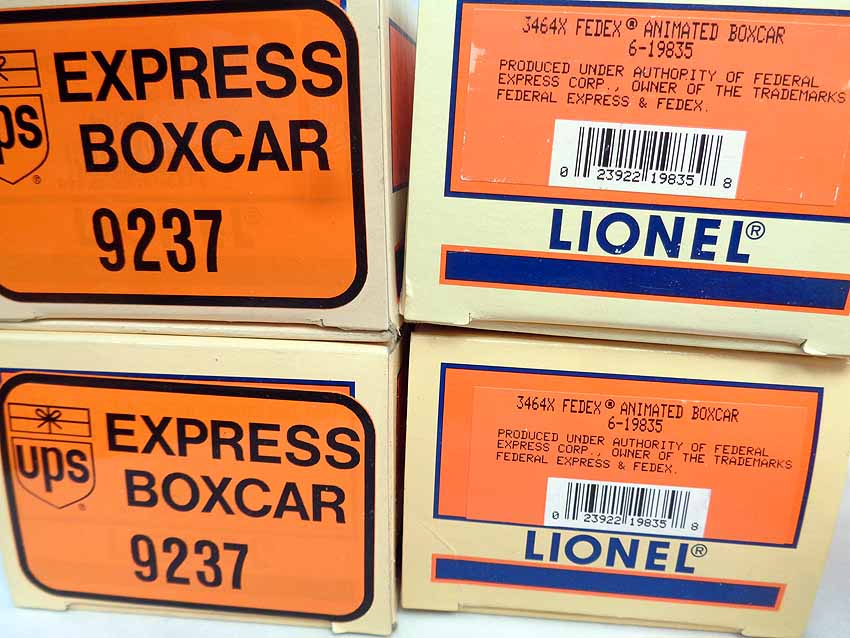 ups
EXPRESS
BOXCAR
9237
3464X FEDEX® ANIMATED BOXCAR
6-19835
PRODUCED UNDER AUTHORITY OF FEDERAL
EXPRESS CORP., OWNER OF THE TRADEMARKS
FEDERAL EXPRESS & FEDEX.
0 23922 19835 8
LIONEL®
ups
®
EXPRESS
BOXCAR
9237
3464X FEDEX® ANIMATED BOXCAR
6-19835
PRODUCED UNDER AUTHORITY OF FEDERAL
EXPRESS CORP., OWNER OF THE TRADEMARKS
FEDERAL EXPRESS & FEDEX.
0 23922 19835 8
LIONEL®